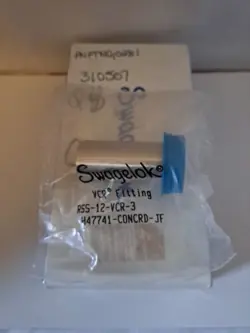 310507
Swagelok®
VCR® Fitting
RSS-12-VCR-3
H47741-CONCRD-JF